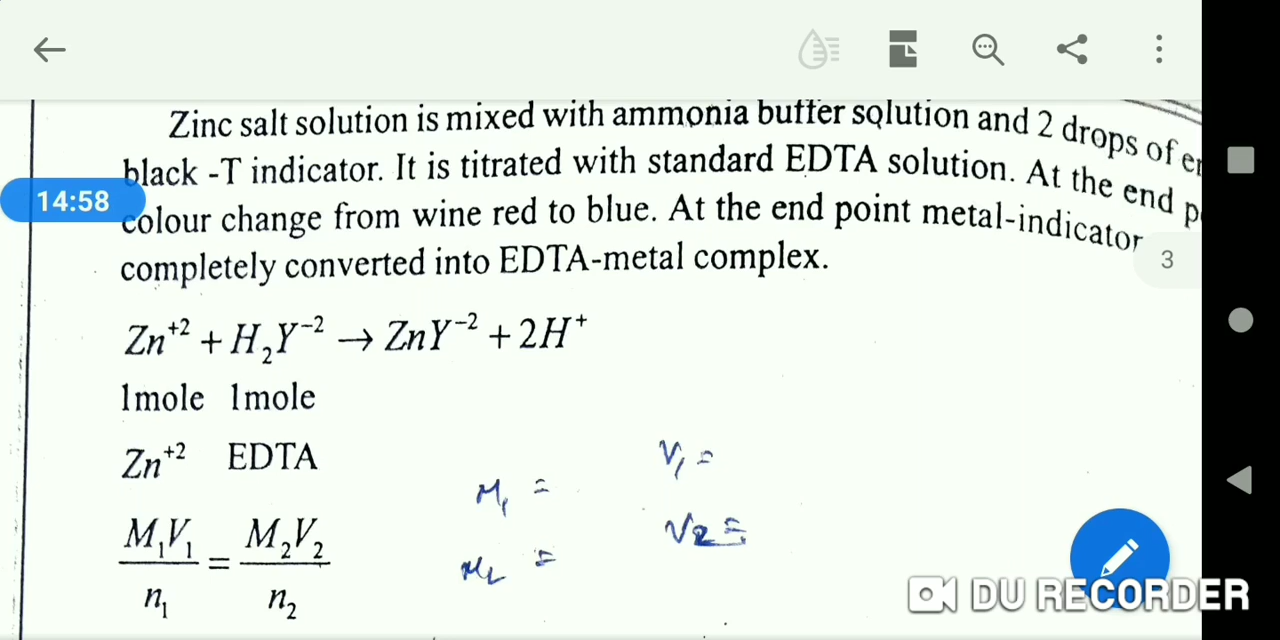 Zinc salt solution is mixed with ammonia buffer solution and 2 drops of er
black -T indicator. It is titrated with standard EDTA solution. At the end p
14:58
colour change from wine red to blue. At the end point metal-indicator
3
completely converted into EDTA-metal complex.
Zn⁺² + H₂Y⁻² → ZnY⁻² + 2H⁺
1mole 1mole
Zn⁺² EDTA
V₁ =
M₁ =
V2 =
M₁V₁/n₁ = M₂V₂/n₂
M₂ =
DU RECORDER